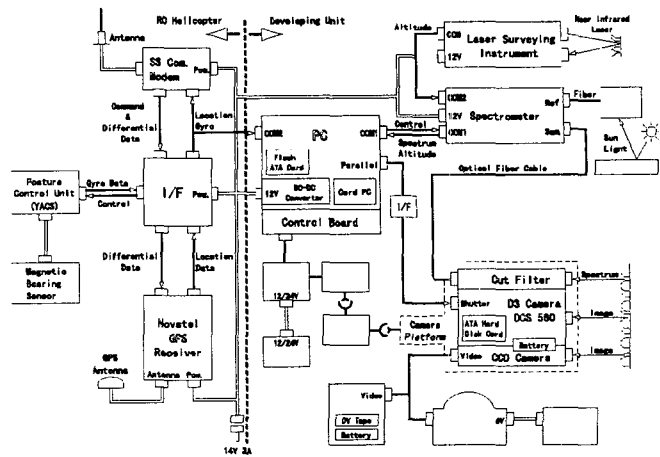 RC Helicopter
Developing Unit
Antenna
SS Com.
Modem
Pow.
Command
&
Differential
Data
Location
Gyro
Posture
Control Unit
(YACS)
Gyro Data
Control
I/F
Pow.
Magnetic
Bearing
Sensor
Differential
Data
Location
Data
Novatel
GPS
Receiver
Antenna
Pow.
GPS
Antenna
14V 3A
Altitude
COM
12V
Laser Surveying
Instrument
Near Infrared
Laser
COM2
12V
COM1
Spectrometer
Ref
Sam
Fiber
Sun
Light
COM2
PC
COM1
Flash
ATA Card
Parallel
12V
DC-DC
Converter
Card PC
Control Board
Control
Spectrum
Altitude
I/F
Optical Fiber Cable
12/24V
12/24V
Camera
Platform
Cut Filter
Shutter
DS Camera
DCS 560
ATA Hard
Disk Card
Battery
Video
CCD Camera
Spectrum
Image
Image
Video
DV Tape
Battery
6V